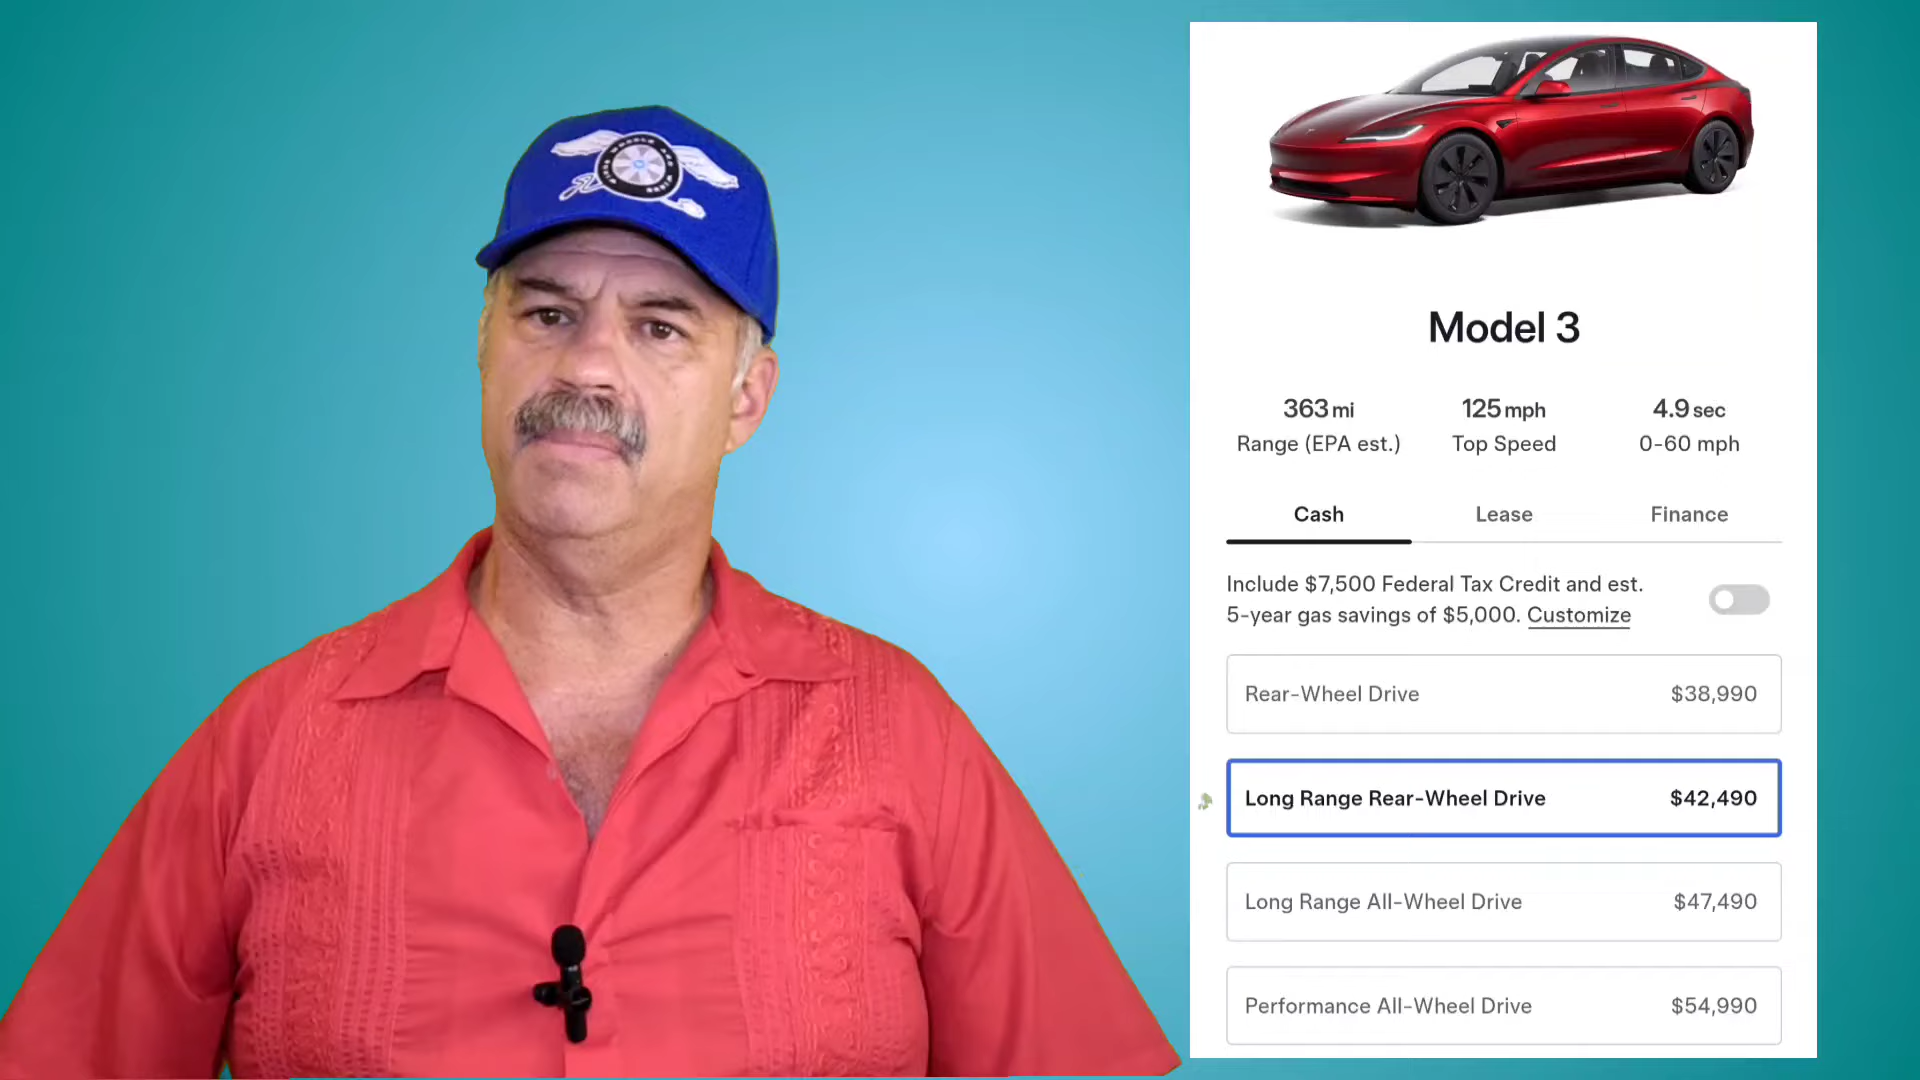 Model 3
363 mi
125 mph
4.9 sec
Range (EPA est.)
Top Speed
0-60 mph
Cash
Lease
Finance
Include $7,500 Federal Tax Credit and est.
5-year gas savings of $5,000. Customize
Rear-Wheel Drive
$38,990
Long Range Rear-Wheel Drive
$42,490
Long Range All-Wheel Drive
$47,490
Performance All-Wheel Drive
$54,990